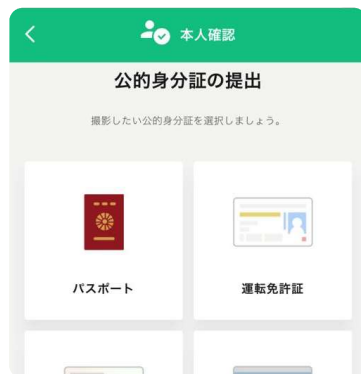 本人確認
公的身分証の提出
撮影したい公的身分証を選択しましょう。
パスポート
運転免許証